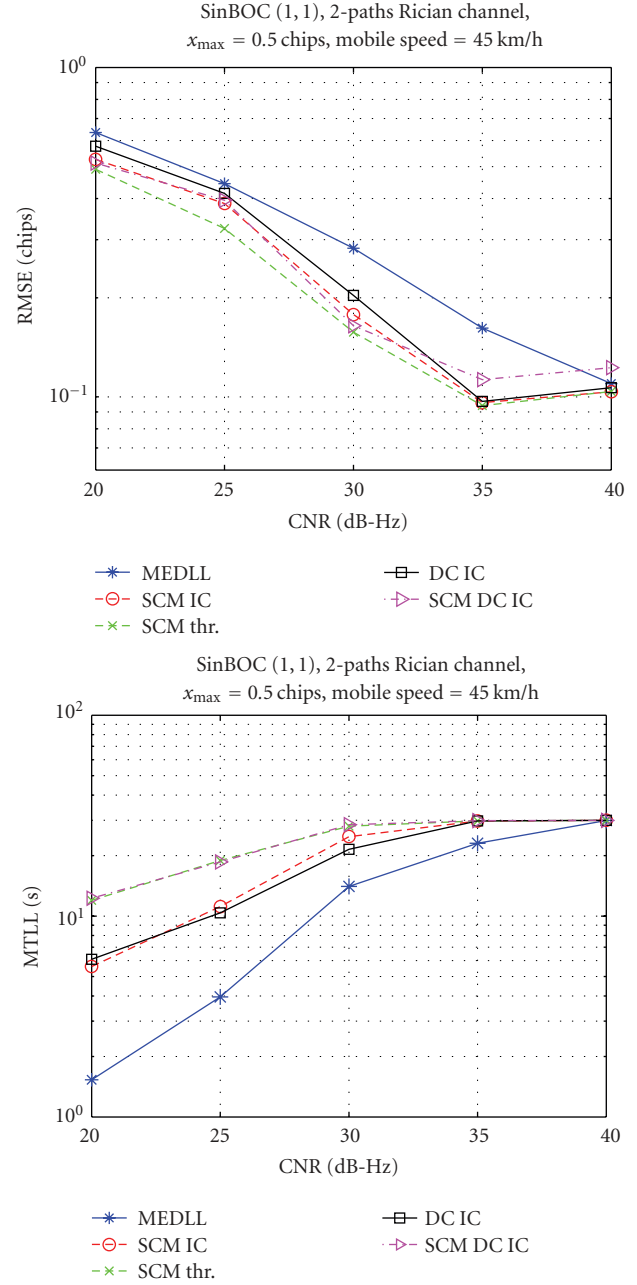 SinBOC (1, 1), 2-paths Rician channel,
x_max = 0.5 chips, mobile speed = 45 km/h
10^0
10^−1
RMSE (chips)
20 25 30 35 40
CNR (dB-Hz)
MEDLL DC IC
SCM IC SCM DC IC
SCM thr.
SinBOC (1, 1), 2-paths Rician channel,
x_max = 0.5 chips, mobile speed = 45 km/h
10^2
10^1
10^0
MTLL (s)
20 25 30 35 40
CNR (dB-Hz)
MEDLL DC IC
SCM IC SCM DC IC
SCM thr.